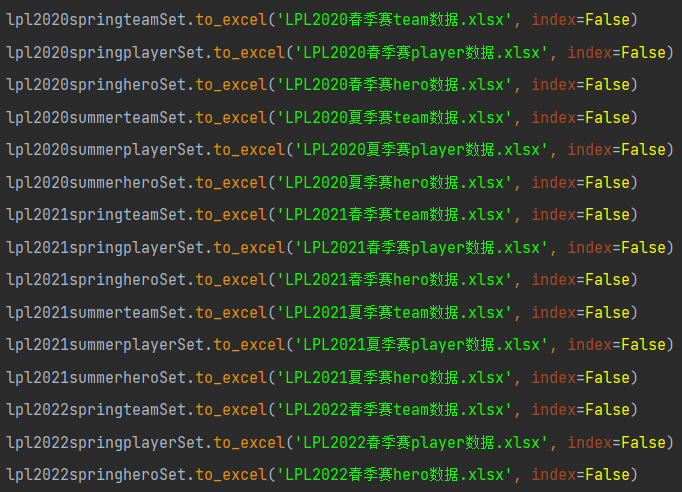 lpl2020springteamSet.to_excel('LPL2020春季赛team数据.xlsx', index=False)
lpl2020springplayerSet.to_excel('LPL2020春季赛player数据.xlsx', index=False)
lpl2020springheroSet.to_excel('LPL2020春季赛hero数据.xlsx', index=False)
lpl2020summerteamSet.to_excel('LPL2020夏季赛team数据.xlsx', index=False)
lpl2020summerplayerSet.to_excel('LPL2020夏季赛player数据.xlsx', index=False)
lpl2020summerheroSet.to_excel('LPL2020夏季赛hero数据.xlsx', index=False)
lpl2021springteamSet.to_excel('LPL2021春季赛team数据.xlsx', index=False)
lpl2021springplayerSet.to_excel('LPL2021春季赛player数据.xlsx', index=False)
lpl2021springheroSet.to_excel('LPL2021春季赛hero数据.xlsx', index=False)
lpl2021summerteamSet.to_excel('LPL2021夏季赛team数据.xlsx', index=False)
lpl2021summerplayerSet.to_excel('LPL2021夏季赛player数据.xlsx', index=False)
lpl2021summerheroSet.to_excel('LPL2021夏季赛hero数据.xlsx', index=False)
lpl2022springteamSet.to_excel('LPL2022春季赛team数据.xlsx', index=False)
lpl2022springplayerSet.to_excel('LPL2022春季赛player数据.xlsx', index=False)
lpl2022springheroSet.to_excel('LPL2022春季赛hero数据.xlsx', index=False)